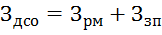 Здсо = Зрм + Ззп